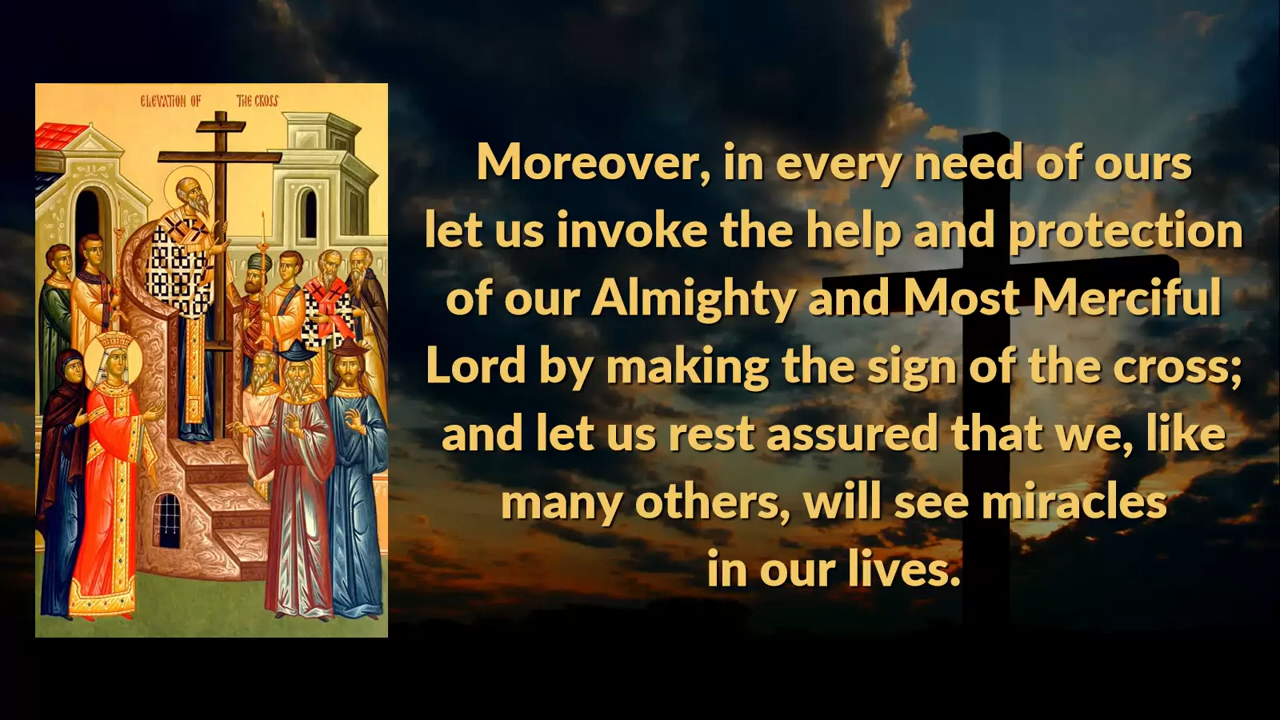 ELEVATION OF THE CROSS
Moreover, in every need of ours
let us invoke the help and protection
of our Almighty and Most Merciful
Lord by making the sign of the cross;
and let us rest assured that we, like
many others, will see miracles
in our lives.